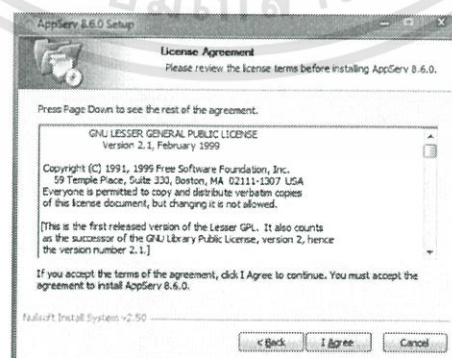 AppServ 8.6.0 Setup
License Agreement
Please review the license terms before installing AppServ 8.6.0.
Press Page Down to see the rest of the agreement.
GNU LESSER GENERAL PUBLIC LICENSE
Version 2.1, February 1999
Copyright (C) 1991, 1999 Free Software Foundation, Inc.
59 Temple Place, Suite 330, Boston, MA 02111-1307 USA
Everyone is permitted to copy and distribute verbatim copies
of this license document, but changing it is not allowed.
[This is the first released version of the Lesser GPL. It also counts
as the successor of the GNU Library Public License, version 2, hence
the version number 2.1.]
If you accept the terms of the agreement, click I Agree to continue. You must accept the
agreement to install AppServ 8.6.0.
Nullsoft Install System v2.50
< Back
I Agree
Cancel